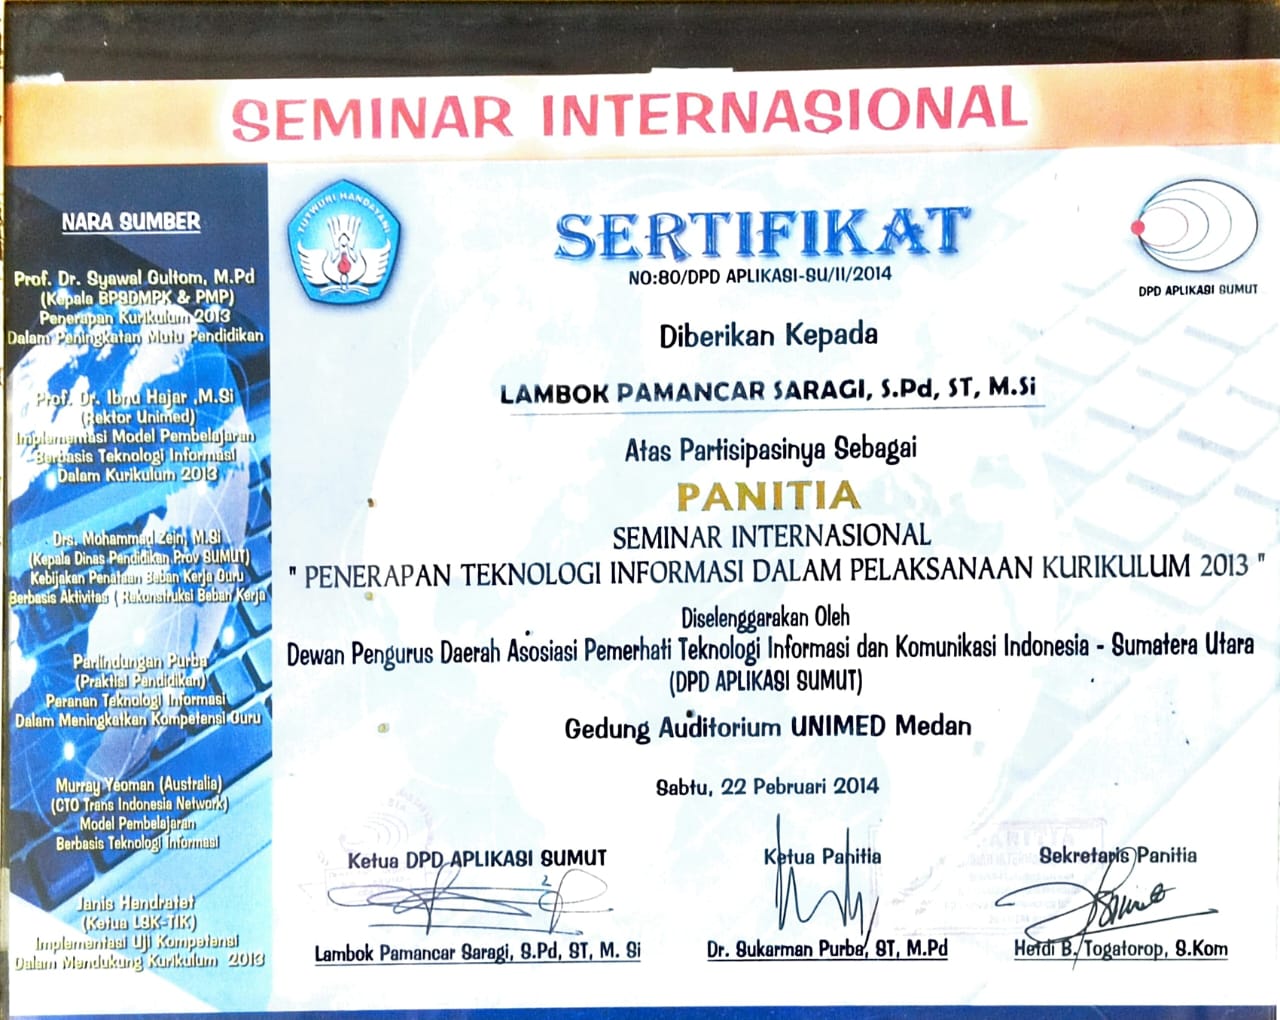 SEMINAR INTERNASIONAL
NARA SUMBER
Prof. Dr. Syawal Gultom, M.Pd
(Kepala BPSDMPK & PMP)
Penerapan Kurikulum 2013
Dalam Peningkatan Mutu Pendidikan
Prof. Dr. Ibnu Hajar ,M.Si
(Rektor Unimed)
Implementasi Model Pembelajaran
Berbasis Teknologi Informasi
Dalam Kurikulum 2013
Drs. Mohammad Zein, M.Si
(Kepala Dinas Pendidikan Prov SUMUT)
Kebijakan Penataan Beban Kerja Guru
Berbasis Aktivitas ( Rekonstruksi Beban Kerja
Parlindungan Purba
(Praktisi Pendidikan)
Peranan Teknologi Informasi
Dalam Meningkatkan Kompetensi Guru
Murray Yeoman (Australia)
(CTO Trans Indonesia Network)
Model Pembelajaran
Berbasis Teknologi Informasi
Janis Hendratet
(Ketua LSK-TIK)
Implementasi Uji Kompetensi
Dalam Mendukung Kurikulum 2013
TUTWURI HANDAYANI
SERTIFIKAT
NO:80/DPD APLIKASI-SU/II/2014
DPD APLIKASI SUMUT
Diberikan Kepada
LAMBOK PAMANCAR SARAGI, S.Pd, ST, M.Si
Atas Partisipasinya Sebagai
PANITIA
SEMINAR INTERNASIONAL
" PENERAPAN TEKNOLOGI INFORMASI DALAM PELAKSANAAN KURIKULUM 2013 "
Diselenggarakan Oleh
Dewan Pengurus Daerah Asosiasi Pemerhati Teknologi Informasi dan Komunikasi Indonesia - Sumatera Utara
(DPD APLIKASI SUMUT)
Gedung Auditorium UNIMED Medan
Sabtu, 22 Pebruari 2014
Ketua DPD APLIKASI SUMUT
Ketua Panitia
Sekretaris Panitia
Lambok Pamancar Saragi, S.Pd, ST, M. Si
Dr. Sukarman Purba, ST, M.Pd
Hefdi B. Togatorop, S.Kom